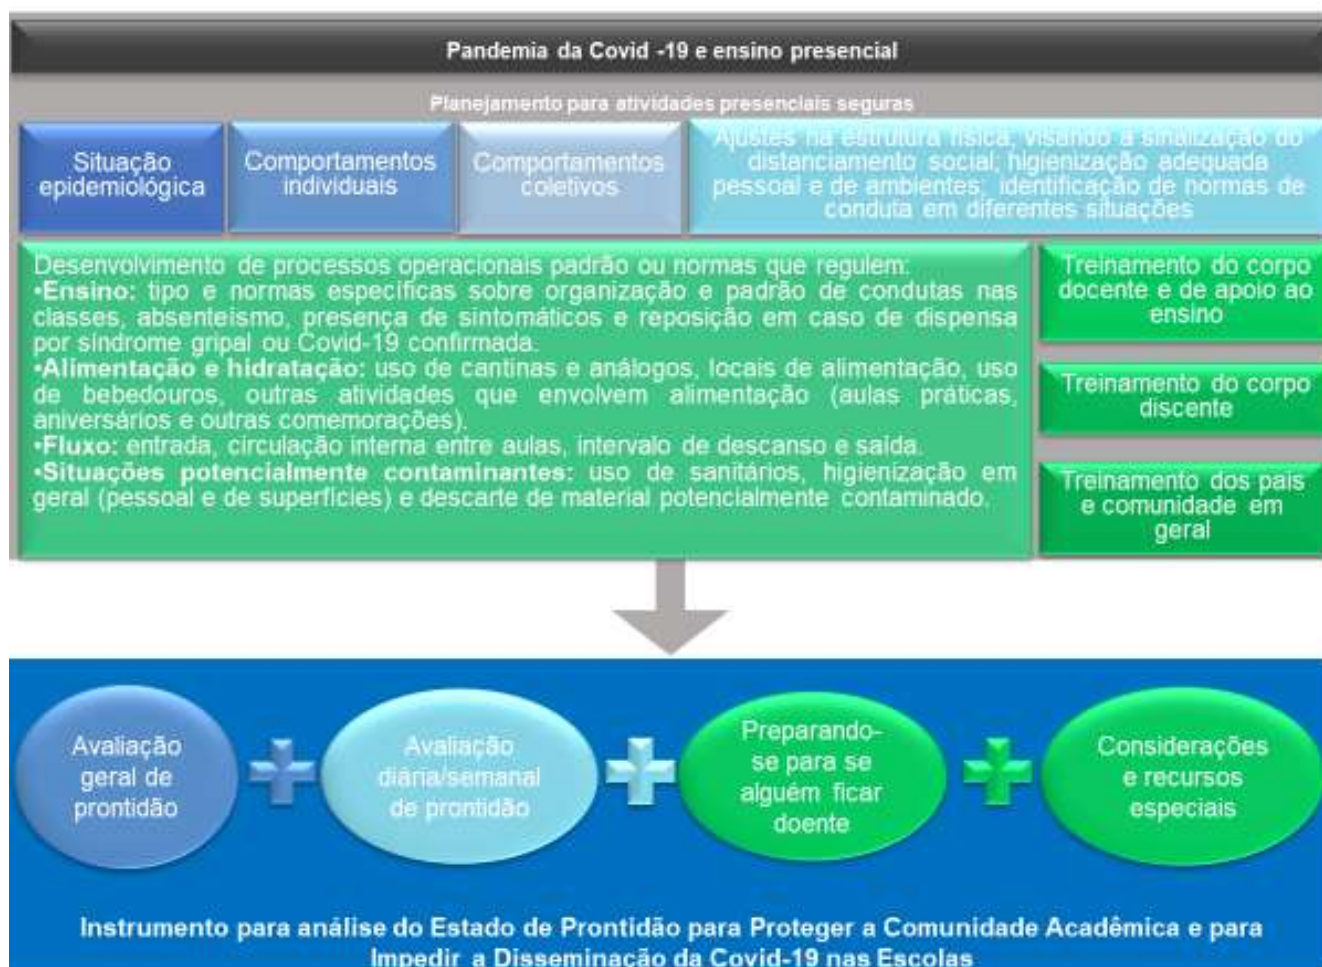 Pandemia da Covid -19 e ensino presencial
Planejamento para atividades presenciais seguras
Situação
epidemiológica
Comportamentos
individuais
Comportamentos
coletivos
Ajustes na estrutura física, visando a sinalização do
distanciamento social; higienização adequada
pessoal e de ambientes; identificação de normas de
conduta em diferentes situações
Desenvolvimento de processos operacionais padrão ou normas que regulem:
•Ensino: tipo e normas específicas sobre organização e padrão de condutas nas
classes, absenteísmo, presença de sintomáticos e reposição em caso de dispensa
por síndrome gripal ou Covid-19 confirmada.
•Alimentação e hidratação: uso de cantinas e análogos, locais de alimentação, uso
de bebedouros, outras atividades que envolvem alimentação (aulas práticas,
aniversários e outras comemorações).
•Fluxo: entrada, circulação interna entre aulas, intervalo de descanso e saída.
•Situações potencialmente contaminantes: uso de sanitários, higienização em
geral (pessoal e de superfícies) e descarte de material potencialmente contaminado.
Treinamento do corpo
docente e de apoio ao
ensino
Treinamento do corpo
discente
Treinamento dos pais
e comunidade em
geral
Avaliação
geral de
prontidão
Avaliação
diária/semanal
de prontidão
Preparando-
se para se
alguém ficar
doente
Considerações
e recursos
especiais
Instrumento para análise do Estado de Prontidão para Proteger a Comunidade Acadêmica e para
Impedir a Disseminação da Covid-19 nas Escolas